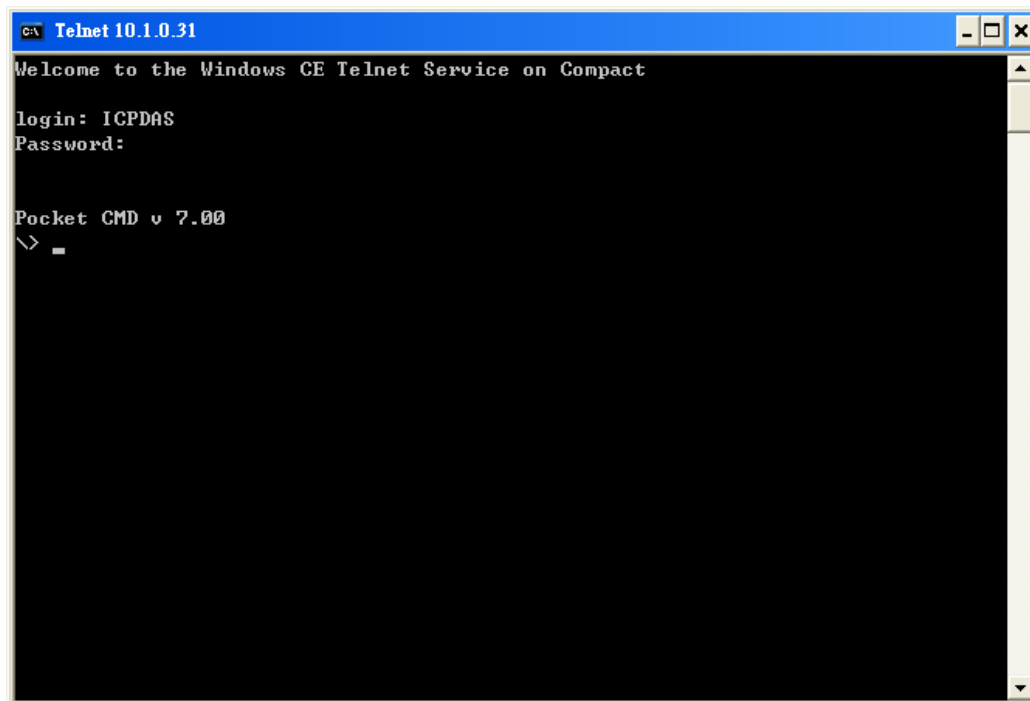 Telnet 10.1.0.31
Welcome to the Windows CE Telnet Service on Compact
login: ICPDAS
Password:
Pocket CMD v 7.00
\> _